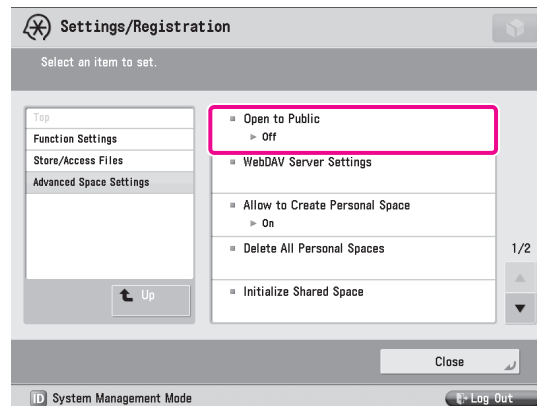 Settings/Registration
Select an item to set.
Top
Function Settings
Store/Access Files
Advanced Space Settings
Up
Open to Public
Off
WebDAV Server Settings
Allow to Create Personal Space
On
Delete All Personal Spaces
Initialize Shared Space
1/2
Close
ID System Management Mode
Log Out